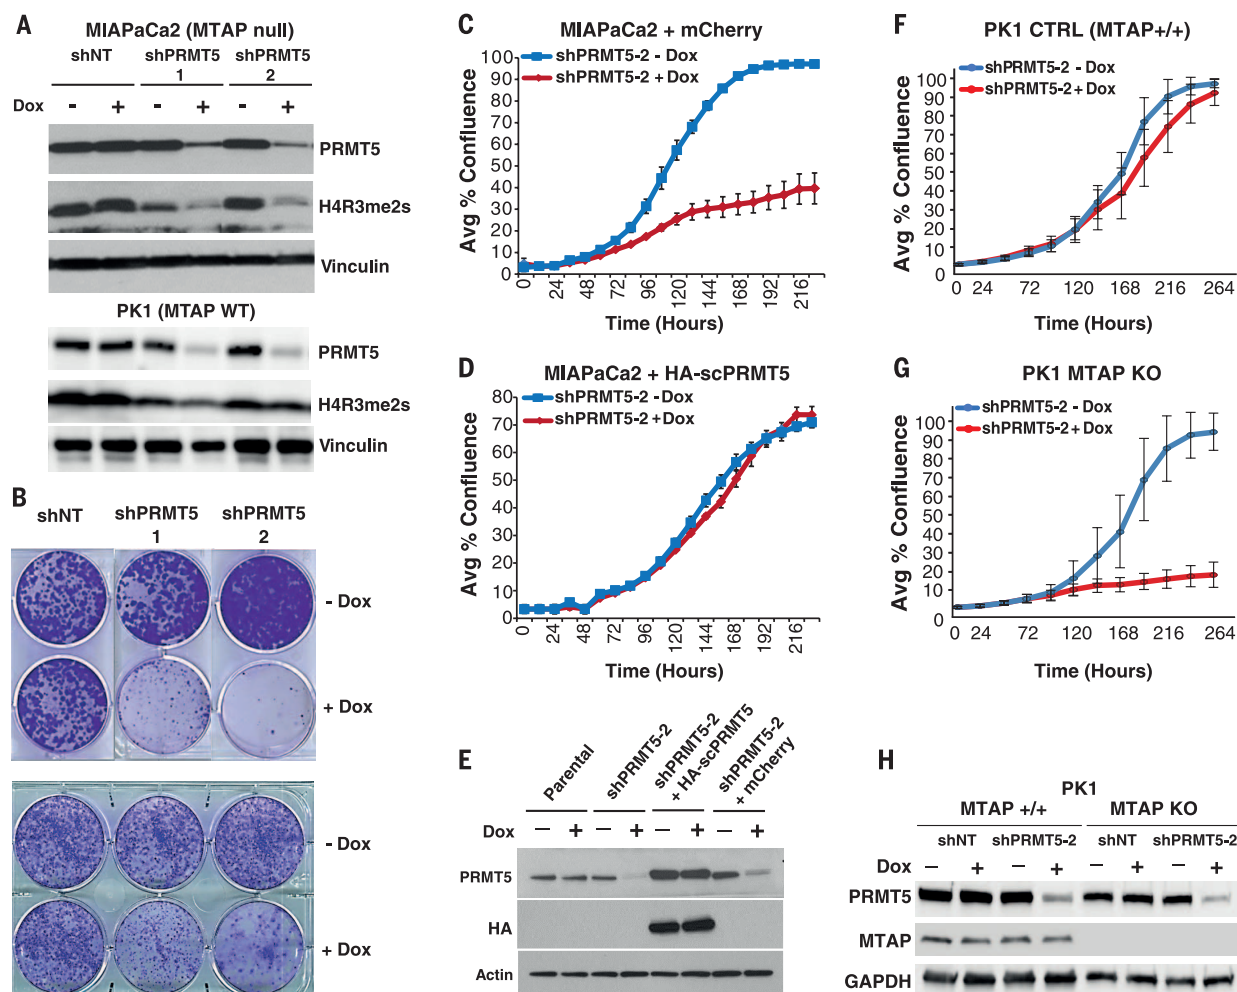 A
MIAPaCa2 (MTAP null)
shNT shPRMT5 1 shPRMT5 2
Dox - + - + - +
PRMT5
H4R3me2s
Vinculin
PK1 (MTAP WT)
PRMT5
H4R3me2s
Vinculin
B
shNT shPRMT5 1 shPRMT5 2
- Dox
+ Dox
- Dox
+ Dox
C
MIAPaCa2 + mCherry
shPRMT5-2 - Dox
shPRMT5-2 + Dox
Avg % Confluence
100
90
80
70
60
50
40
30
20
10
0
0 24 48 72 96 120 144 168 192 216
Time (Hours)
D
MIAPaCa2 + HA-scPRMT5
shPRMT5-2 - Dox
shPRMT5-2 +Dox
Avg % Confluence
80
70
60
50
40
30
20
10
0
0 24 48 72 96 120 144 168 192 216
Time (Hours)
E
Parental
shPRMT5-2
shPRMT5-2 + HA-scPRMT5
shPRMT5-2 + mCherry
Dox − + − + − + − +
PRMT5
HA
Actin
F
PK1 CTRL (MTAP+/+)
shPRMT5-2 - Dox
shPRMT5-2 + Dox
Avg % Confluence
100
90
80
70
60
50
40
30
20
10
0
0 24 72 120 168 216 264
Time (Hours)
G
PK1 MTAP KO
shPRMT5-2 - Dox
shPRMT5-2 + Dox
Avg % Confluence
100
90
80
70
60
50
40
30
20
10
0
0 24 72 120 168 216 264
Time (Hours)
H
PK1
MTAP +/+ MTAP KO
shNT shPRMT5-2 shNT shPRMT5-2
Dox − + − + − + − +
PRMT5
MTAP
GAPDH